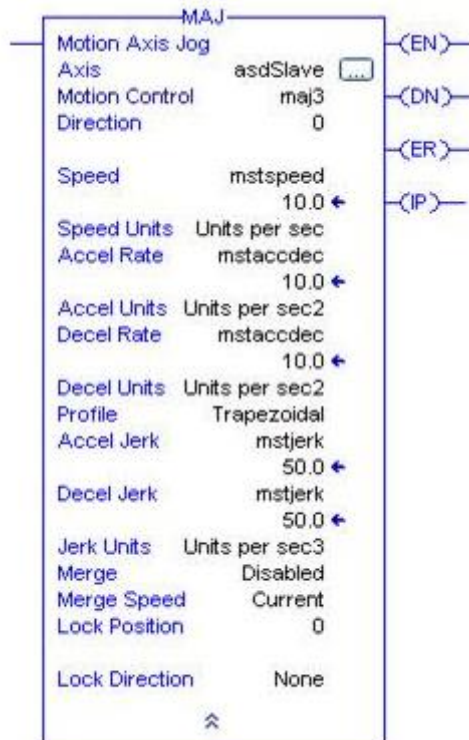 MAJ
Motion Axis Jog (EN)
Axis asdSlave ...
Motion Control maj3 (DN)
Direction 0
(ER)
Speed mstspeed
10.0 (IP)
Speed Units Units per sec
Accel Rate mstaccdec
10.0
Accel Units Units per sec2
Decel Rate mstaccdec
10.0
Decel Units Units per sec2
Profile Trapezoidal
Accel Jerk mstjerk
50.0
Decel Jerk mstjerk
50.0
Jerk Units Units per sec3
Merge Disabled
Merge Speed Current
Lock Position 0
Lock Direction None